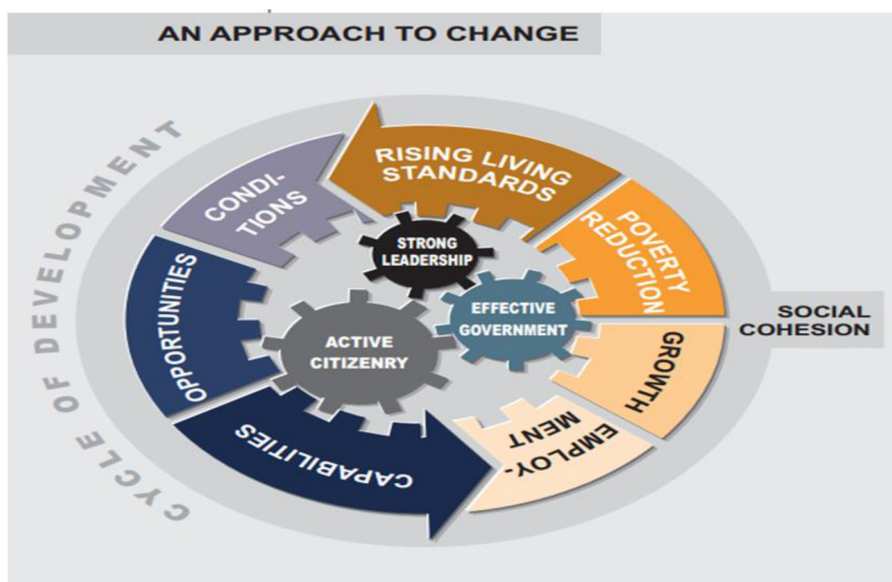 AN APPROACH TO CHANGE
CYCLE OF DEVELOPMENT
RISING LIVING
STANDARDS
CONDI-
TIONS
POVERTY
REDUCTION
STRONG
LEADERSHIP
OPPORTUNITIES
EFFECTIVE
GOVERNMENT
SOCIAL
COHESION
ACTIVE
CITIZENRY
GROWTH
CAPABILITIES
EMPLOY-
MENT